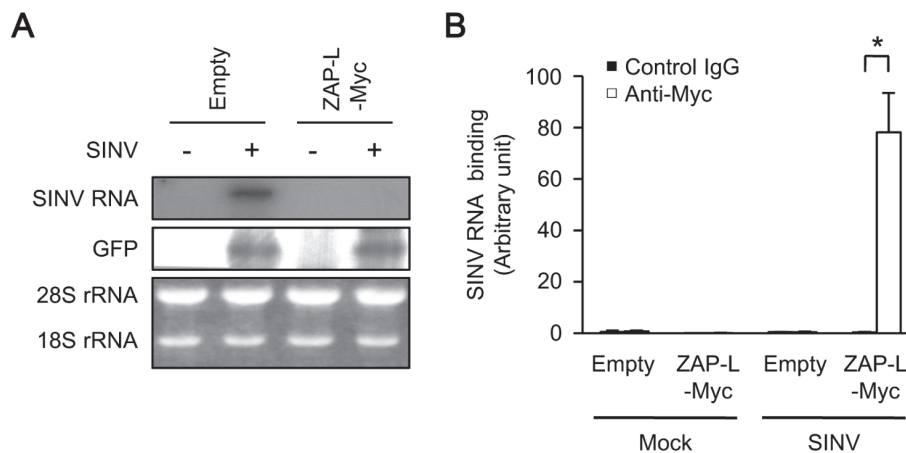 A
Empty
ZAP-L
-Myc
SINV
- + - +
SINV RNA
GFP
28S rRNA
18S rRNA
B
SINV RNA binding
(Arbitrary unit)
100
80
60
40
20
0
■ Control IgG
□ Anti-Myc
*
Empty ZAP-L Empty ZAP-L
-Myc -Myc
Mock SINV